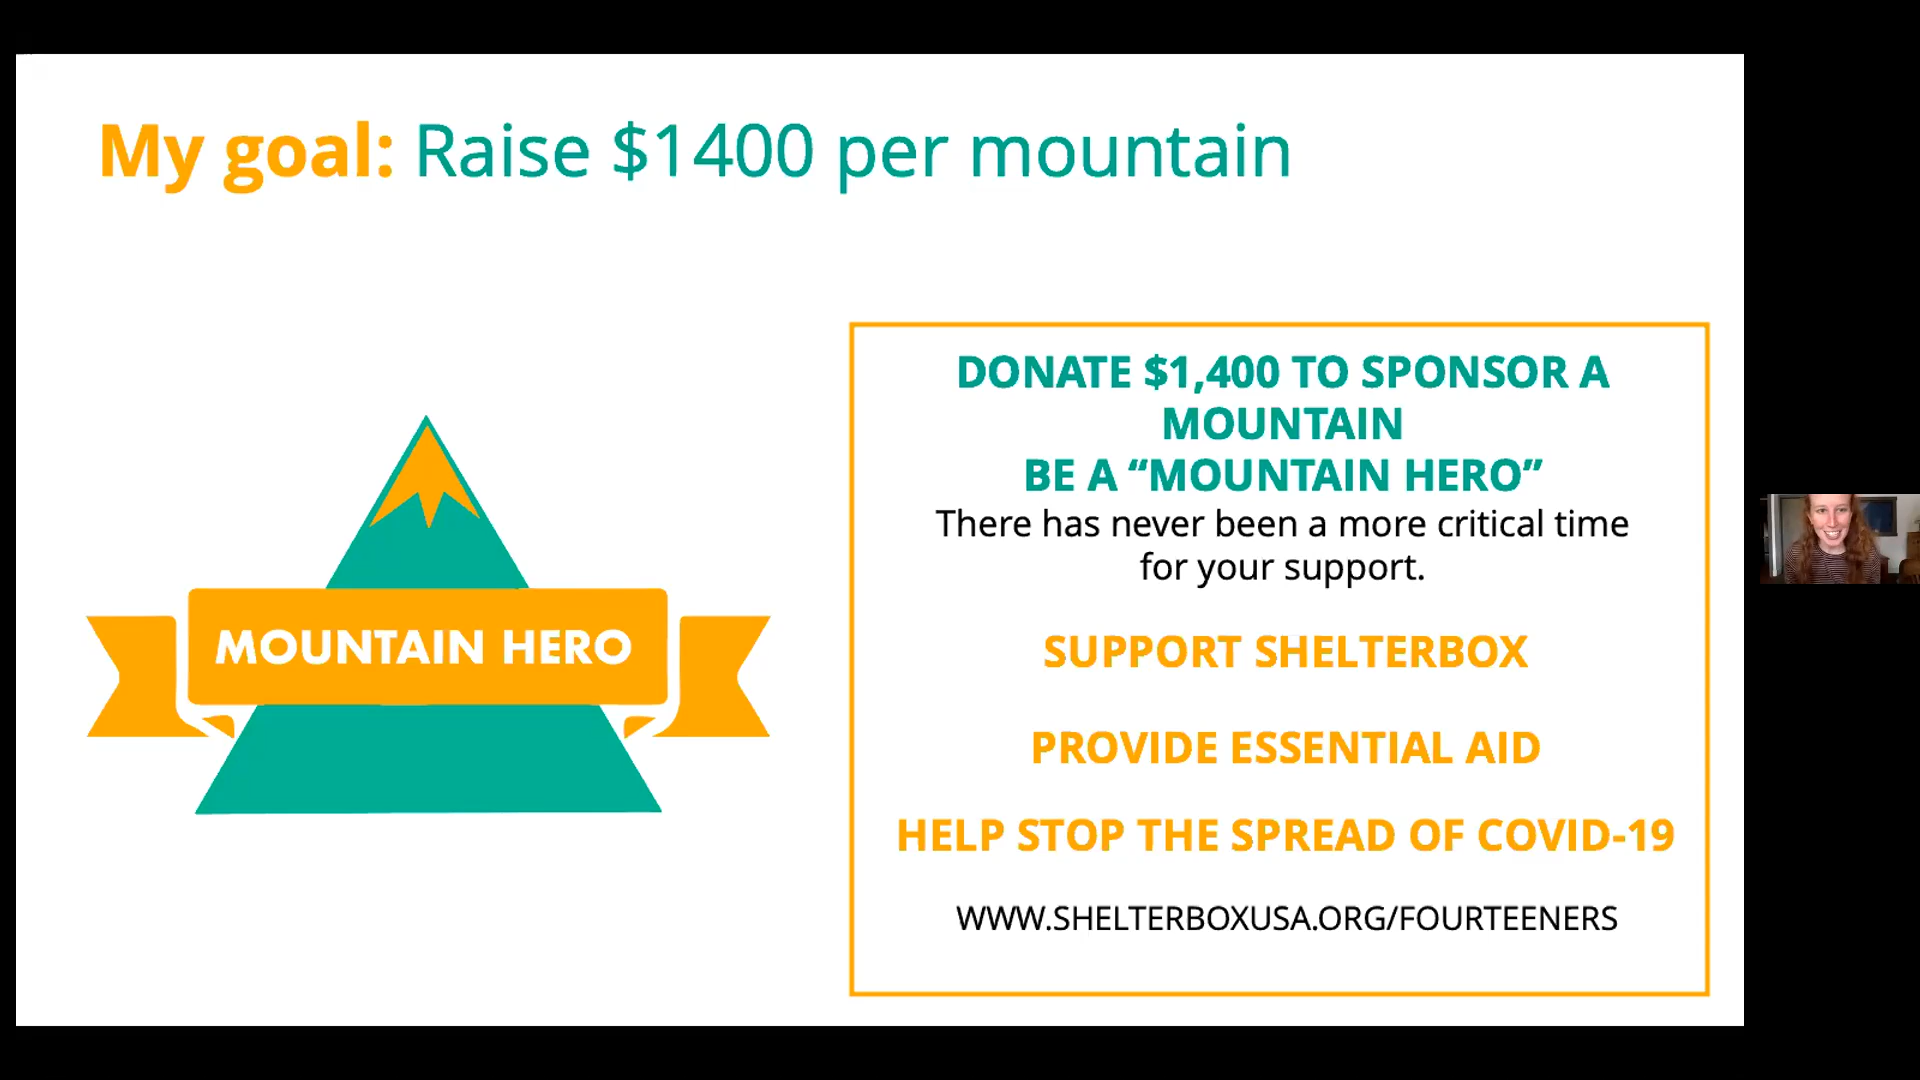 My goal: Raise $1400 per mountain
MOUNTAIN HERO
DONATE $1,400 TO SPONSOR A
MOUNTAIN
BE A “MOUNTAIN HERO”
There has never been a more critical time
for your support.
SUPPORT SHELTERBOX
PROVIDE ESSENTIAL AID
HELP STOP THE SPREAD OF COVID-19
WWW.SHELTERBOXUSA.ORG/FOURTEENERS